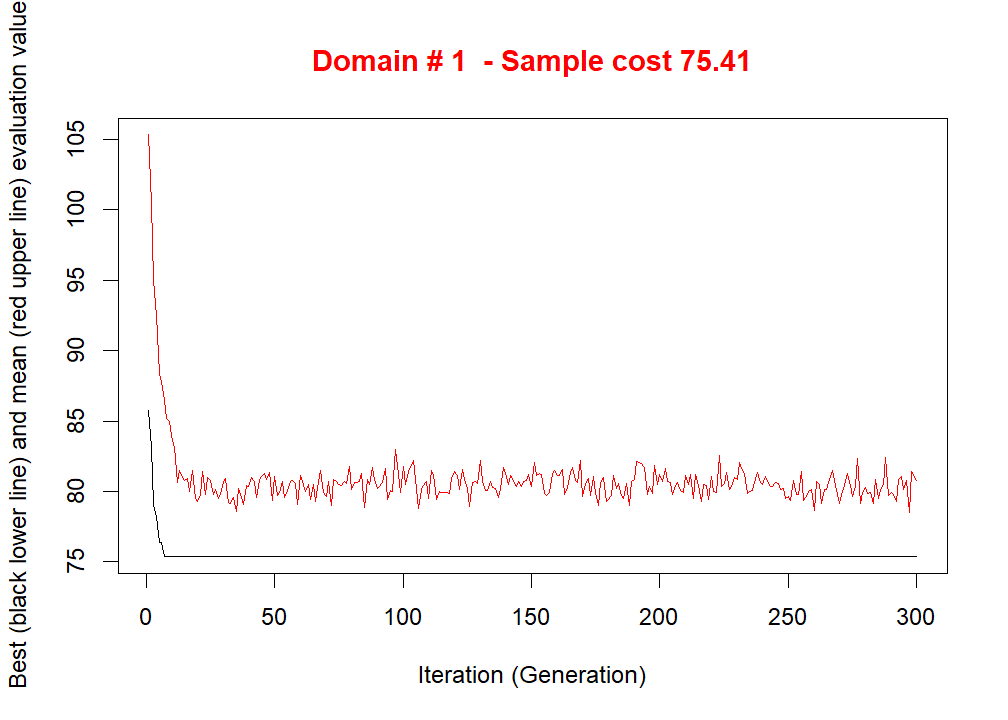 Domain # 1  - Sample cost 75.41
Best (black lower line) and mean (red upper line) evaluation value
105
100
95
90
85
80
75
0 50 100 150 200 250 300
Iteration (Generation)